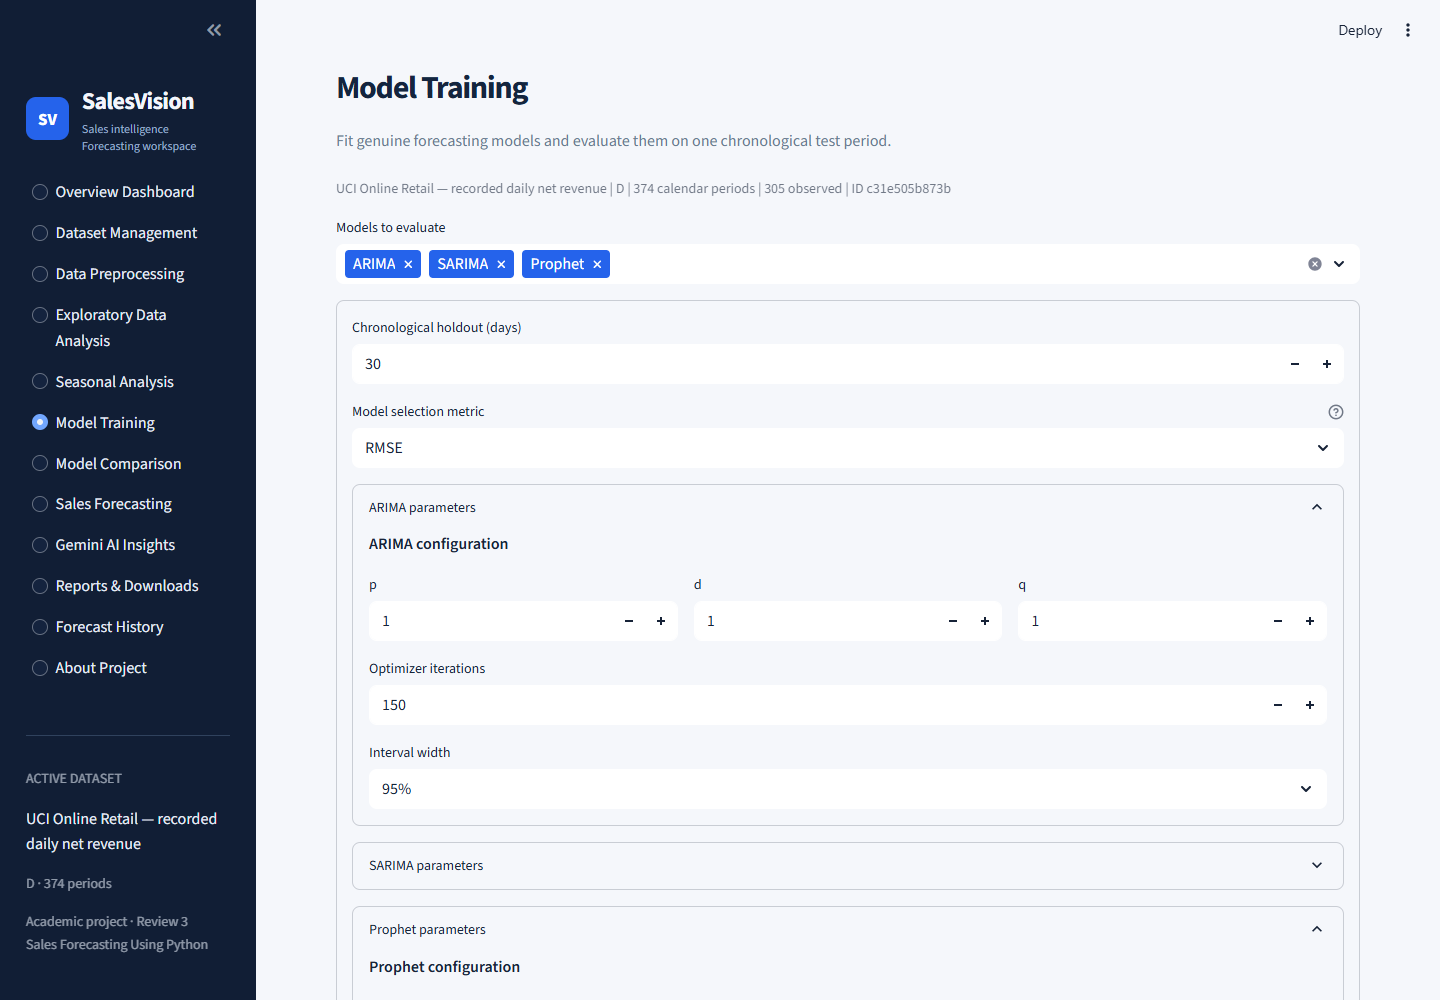 Deploy
SV
SalesVision
Sales intelligence
Forecasting workspace
Overview Dashboard
Dataset Management
Data Preprocessing
Exploratory Data
Analysis
Seasonal Analysis
Model Training
Model Comparison
Sales Forecasting
Gemini AI Insights
Reports & Downloads
Forecast History
About Project
ACTIVE DATASET
UCI Online Retail — recorded
daily net revenue
D · 374 periods
Academic project · Review 3
Sales Forecasting Using Python
Model Training
Fit genuine forecasting models and evaluate them on one chronological test period.
UCI Online Retail — recorded daily net revenue | D | 374 calendar periods | 305 observed | ID c31e505b873b
Models to evaluate
ARIMA SARIMA Prophet
Chronological holdout (days)
30
Model selection metric
RMSE
ARIMA parameters
ARIMA configuration
p d q
1 1 1
Optimizer iterations
150
Interval width
95%
SARIMA parameters
Prophet parameters
Prophet configuration